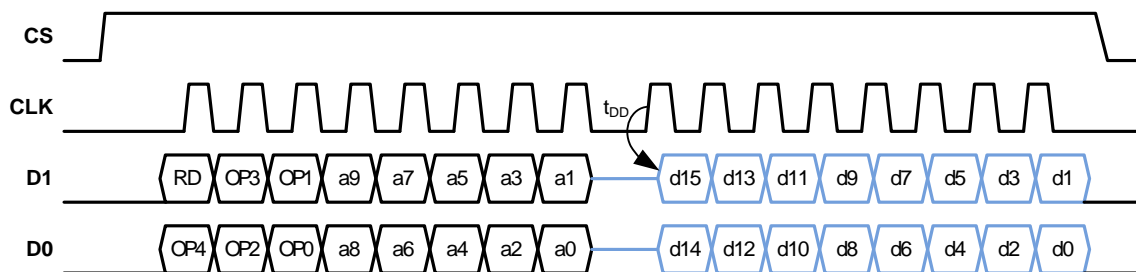 CS
CLK
t_DD
D1 RD OP3 OP1 a9 a7 a5 a3 a1 d15 d13 d11 d9 d7 d5 d3 d1
D0 OP4 OP2 OP0 a8 a6 a4 a2 a0 d14 d12 d10 d8 d6 d4 d2 d0